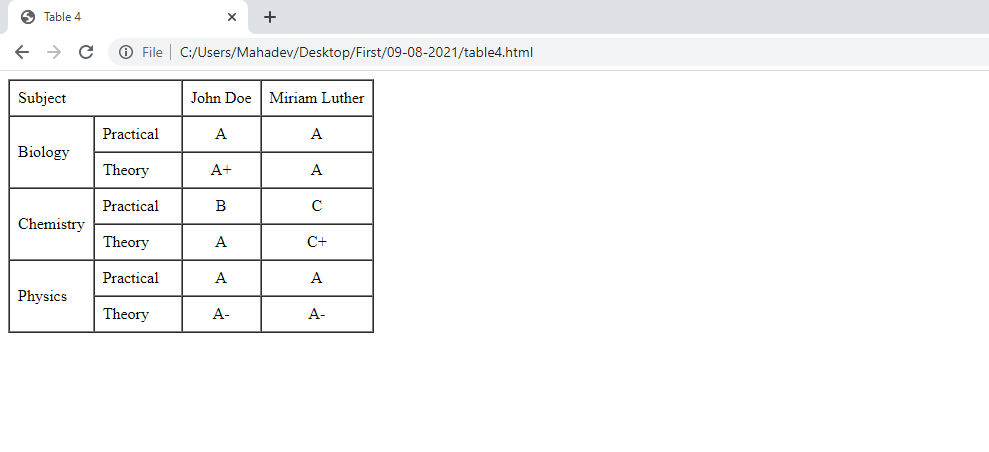 Table 4
File C:/Users/Mahadev/Desktop/First/09-08-2021/table4.html
Subject John Doe Miriam Luther
Biology Practical A A
Theory A+ A
Chemistry Practical B C
Theory A C+
Physics Practical A A
Theory A- A-